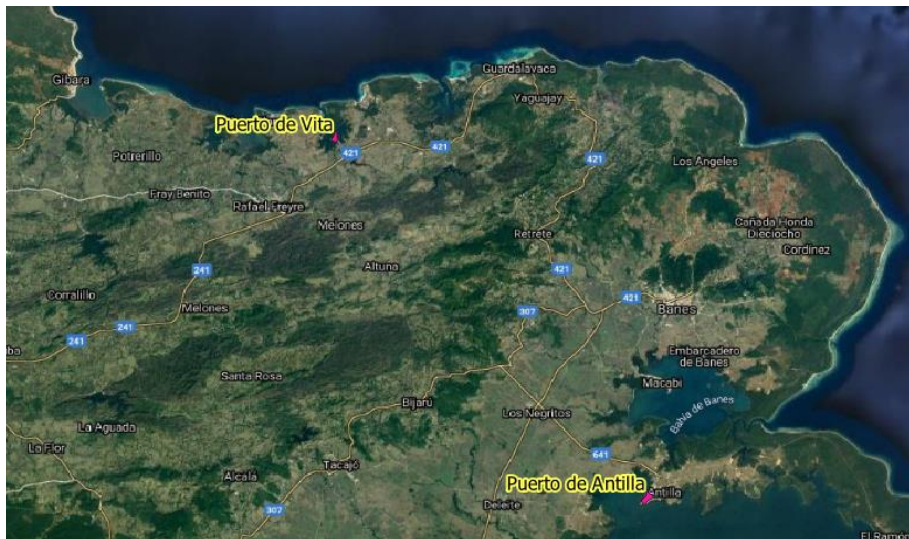 Guardalavaca
Gibara
Yaguajay
Puerto de Vita
421
421
Potrerillo
421
Los Angeles
Fray Benito
Rafael Freyre
Melones
Cañada Honda
Dieciocho
Retrete
Cordinez
Altuna
241
421
Corralillo
421
Melones
307
Banes
241
241
ba
Embarcadero
de Banes
Santa Rosa
Macabí
Bahía de Banes
Bijarú
Los Negritos
La Aguada
La Flor
641
Tacajó
Alcalá
Puerto de Antilla
Antilla
Deleite
307
El Ramón